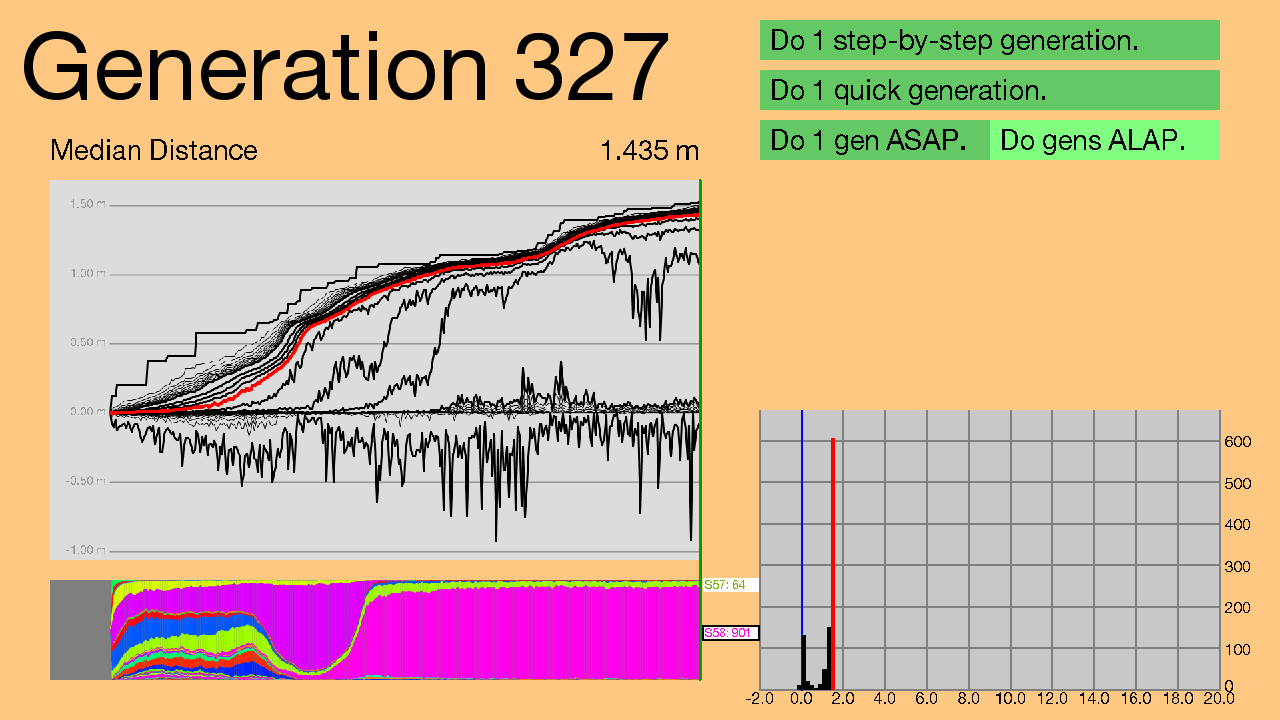 Generation 327
Do 1 step-by-step generation.
Do 1 quick generation.
Do 1 gen ASAP.
Do gens ALAP.
Median Distance
1.435 m
1.50 m
1.00 m
0.50 m
0.00 m
-0.50 m
-1.00 m
S57: 64
S58: 901
600
500
400
300
200
100
0
-2.0 0.0 2.0 4.0 6.0 8.0 10.0 12.0 14.0 16.0 18.0 20.0